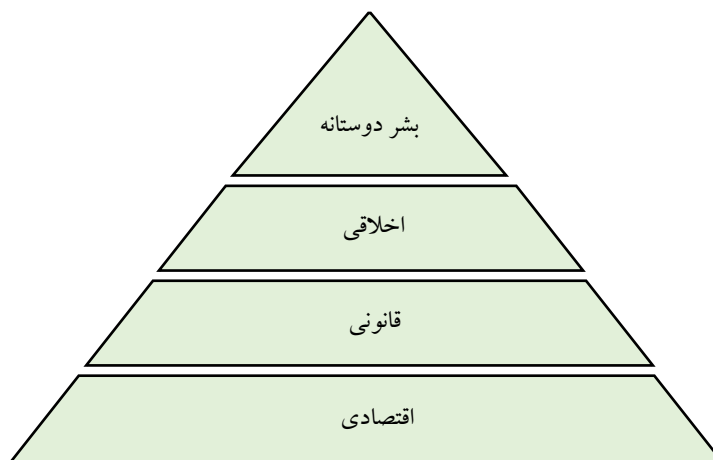 بشر دوستانه
اخلاقی
قانونی
اقتصادی